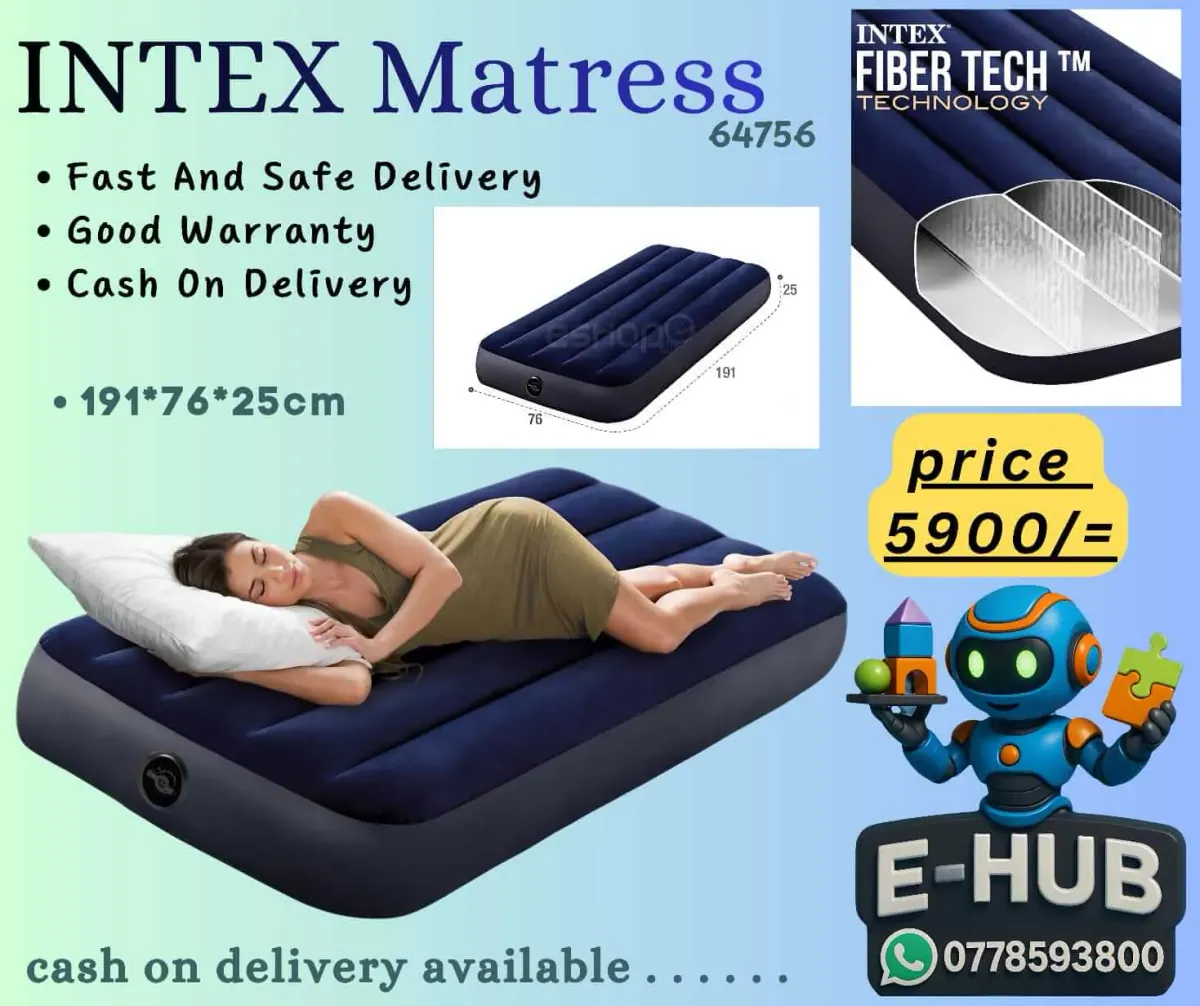 INTEX Matress
64756
• Fast And Safe Delivery
• Good Warranty
• Cash On Delivery
• 191*76*25cm
eshop
25
191
76
INTEX®
FIBER TECH ™
TECHNOLOGY
price
5900/=
E-HUB
0778593800
cash on delivery available . . . . . .